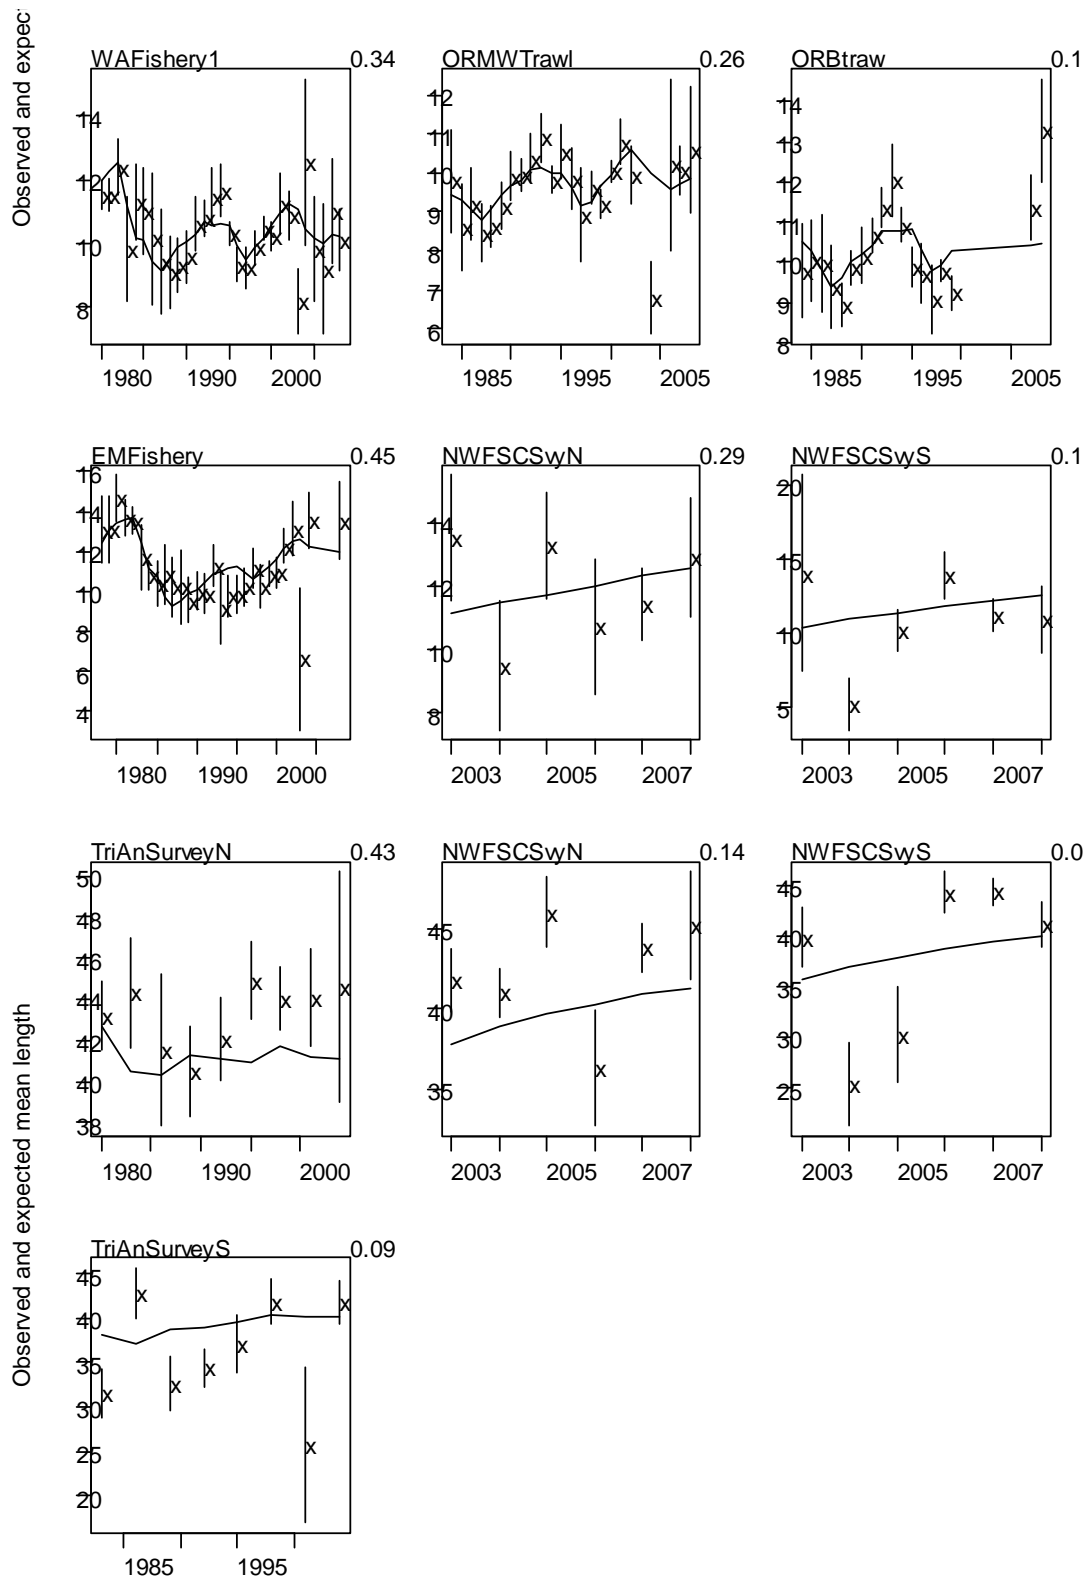 Observed and expec
WAFishery1 0.34
14
12
10
8
1980 1990 2000
ORMWTrawl 0.26
12
11
10
9
8
7
6
1985 1995 2005
ORBtraw 0.1
14
13
12
11
10
9
8
1985 1995 2005
EMFishery 0.45
16
14
12
10
8
6
4
1980 1990 2000
NWFSCSvyN 0.29
14
12
10
8
2003 2005 2007
NWFSCSvyS 0.1
20
15
10
5
2003 2005 2007
Observed and expected mean length
TriAnSurveyN 0.43
50
48
46
44
42
40
38
1980 1990 2000
NWFSCSvyN 0.14
45
40
35
2003 2005 2007
NWFSCSvyS 0.0
45
40
35
30
25
2003 2005 2007
TriAnSurveyS 0.09
45
40
35
30
25
20
1985 1995